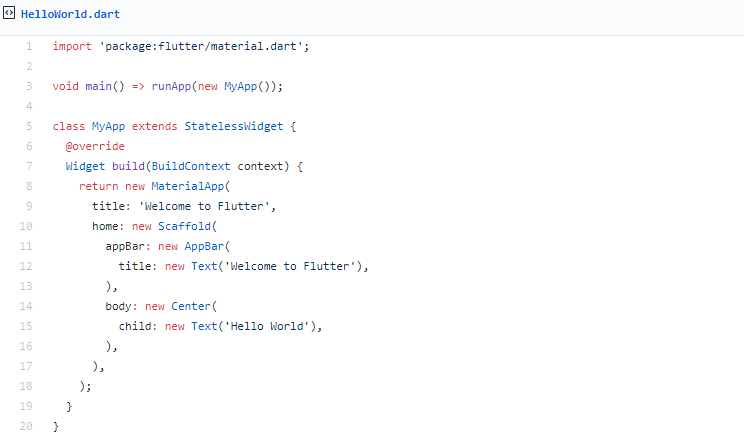 HelloWorld.dart
1 import 'package:flutter/material.dart';
2
3 void main() => runApp(new MyApp());
4
5 class MyApp extends StatelessWidget {
6   @override
7   Widget build(BuildContext context) {
8     return new MaterialApp(
9       title: 'Welcome to Flutter',
10       home: new Scaffold(
11         appBar: new AppBar(
12           title: new Text('Welcome to Flutter'),
13         ),
14         body: new Center(
15           child: new Text('Hello World'),
16         ),
17       ),
18     );
19   }
20 }